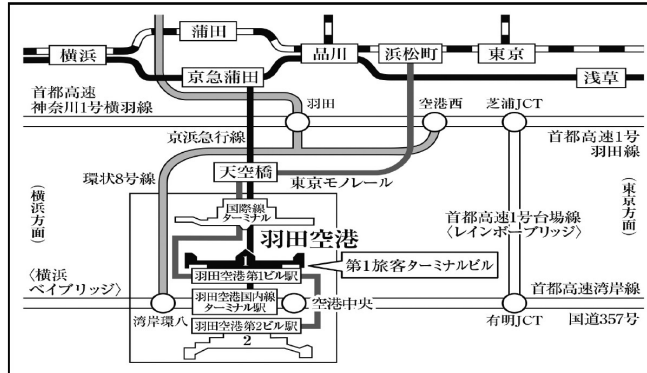 蒲田
横浜
品川
浜松町
東京
京急蒲田
浅草
首都高速
神奈川1号横羽線
羽田
空港西
芝浦JCT
京浜急行線
首都高速1号
羽田線
天空橋
東京モノレール
環状8号線
(横浜方面)
(東京方面)
国際線
ターミナル
羽田空港
首都高速1号台場線
〈レインボーブリッジ〉
1
第1旅客ターミナルビル
羽田空港第1ビル駅
〈横浜
ベイブリッジ〉
羽田空港国内線
ターミナル駅
空港中央
首都高速湾岸線
湾岸環八
羽田空港第2ビル駅
有明JCT
国道357号
2